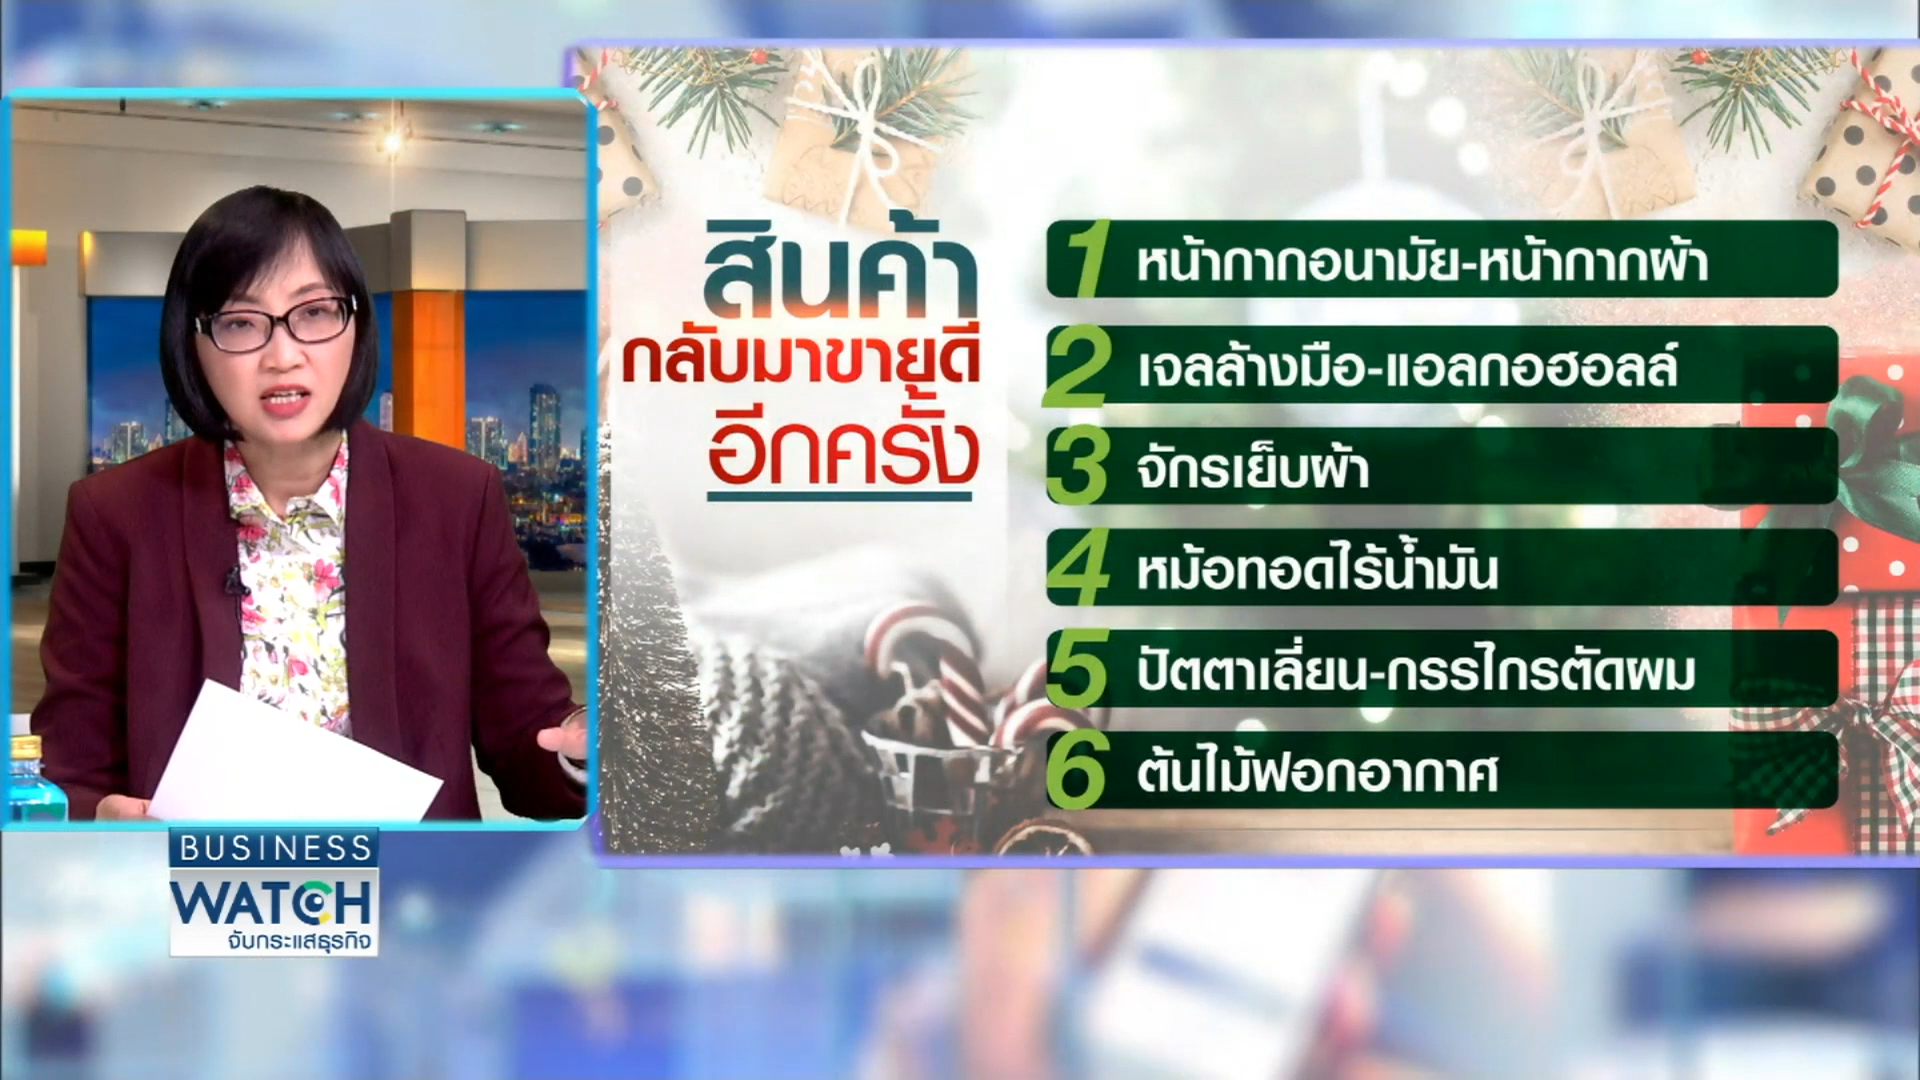 สินค้า
กลับมาขายดี
อีกครั้ง
1 หน้ากากอนามัย-หน้ากากผ้า
2 เจลล้างมือ-แอลกอฮอลล์
3 จักรเย็บผ้า
4 หม้อทอดไร้น้ำมัน
5 ปัตตาเลี่ยน-กรรไกรตัดผม
6 ต้นไม้ฟอกอากาศ
BUSINESS
WATCH
จับกระแสธุรกิจ